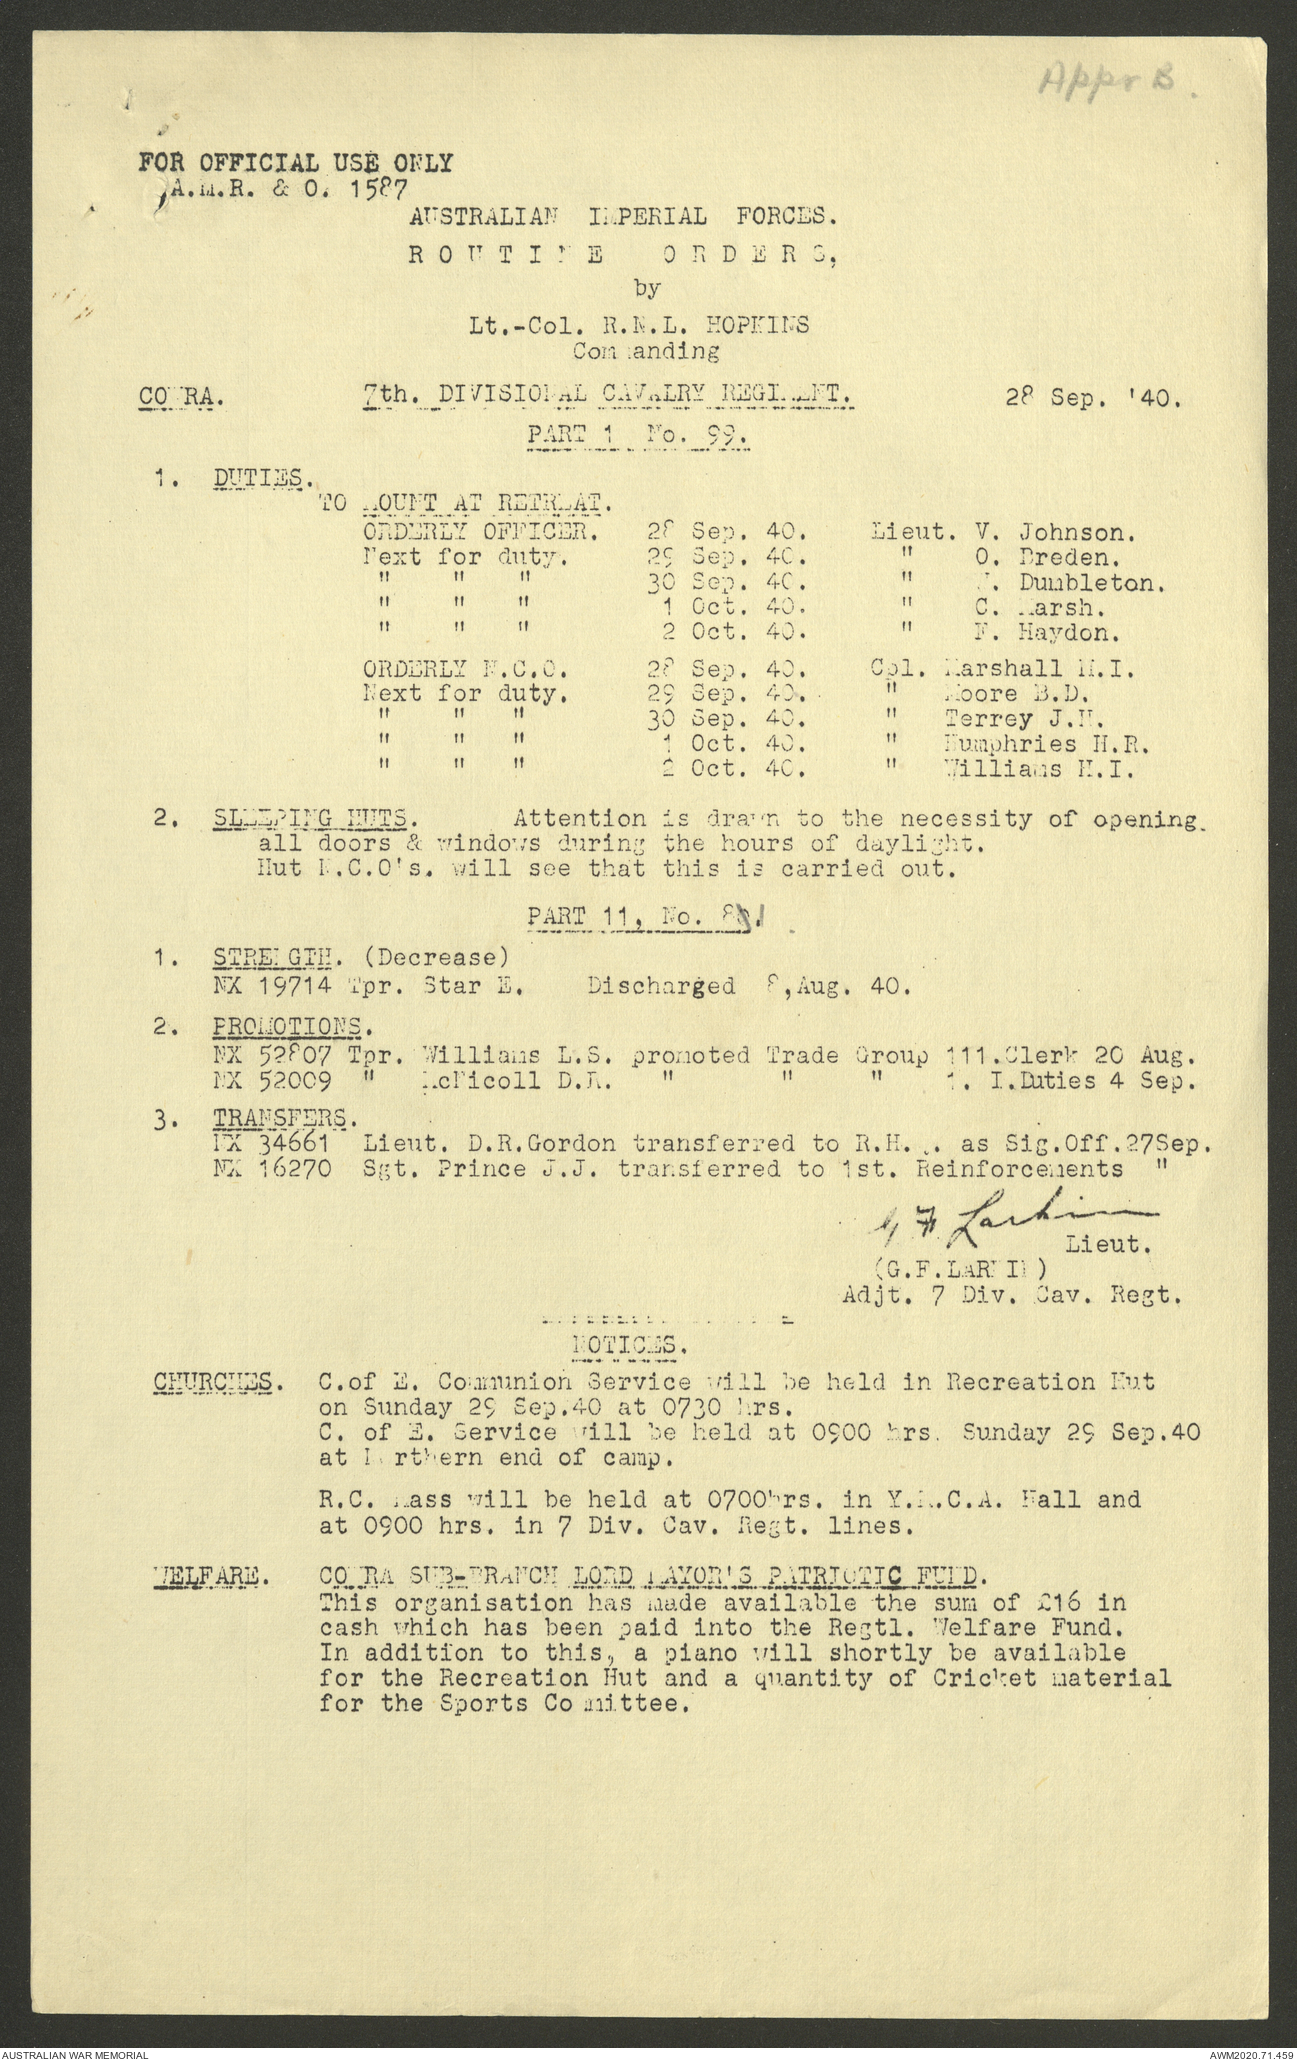 Appx B.
FOR OFFICIAL USE ONLY
A.M.R. & O. 1587
AUSTRALIAN IMPERIAL FORCES.
ROUTINE ORDERS,
by
Lt.-Col. R.N.L. HOPKINS
Commanding
COWRA. 7th. DIVISIONAL CAVALRY REGIMENT. 28 Sep. '40.
PART 1 No. 99.
1. DUTIES.
TO MOUNT AT RETREAT.
ORDERLY OFFICER. 28 Sep. 40. Lieut. V. Johnson.
Next for duty. 29 Sep. 40. " O. Breden.
" " " 30 Sep. 40. " Dumbleton.
" " " 1 Oct. 40. " C. Marsh.
" " " 2 Oct. 40. " F. Haydon.
ORDERLY N.C.O. 28 Sep. 40. Cpl. Marshall M.I.
Next for duty. 29 Sep. 40. " Moore B.D.
" " " 30 Sep. 40. " Terrey J.
" " " 1 Oct. 40. " Humphries H.R.
" " " 2 Oct. 40. " Williams H.I.
2. SLEEPING HUTS. Attention is drawn to the necessity of opening
all doors & windows during the hours of daylight.
Hut N.C.O's. will see that this is carried out.
PART 11, No. 81.
1. STRENGTH. (Decrease)
NX 19714 Tpr. Star E. Discharged 8,Aug. 40.
2. PROMOTIONS.
NX 52807 Tpr. Williams L.S. promoted Trade Group 111.Clerk 20 Aug.
NX 52009 " McNicoll D.R. " " " 1. I.Duties 4 Sep.
3. TRANSFERS.
NX 34661 Lieut. D.R.Gordon transferred to R.H.Q. as Sig.Off.27Sep.
NX 16270 Sgt. Prince J.J. transferred to 1st. Reinforcements "
G F Larkin
Lieut.
(G.F.LARKIN)
Adjt. 7 Div. Cav. Regt.
NOTICES.
CHURCHES. C.of E. Communion Service will be held in Recreation Hut
on Sunday 29 Sep.40 at 0730 hrs.
C. of E. Service will be held at 0900 hrs. Sunday 29 Sep.40
at Northern end of camp.
R.C. Mass will be held at 0700hrs. in Y.M.C.A. Hall and
at 0900 hrs. in 7 Div. Cav. Regt. lines.
WELFARE. COWRA SUB-BRANCH LORD MAYOR'S PATRIOTIC FUND.
This organisation has made available the sum of £16 in
cash which has been paid into the Regtl. Welfare Fund.
In addition to this, a piano will shortly be available
for the Recreation Hut and a quantity of Cricket material
for the Sports Committee.
AUSTRALIAN WAR MEMORIAL AWM2020.71.459